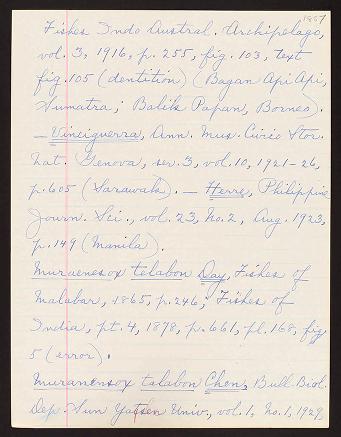 1857
Fishes Indo Austral. Archipelago,
vol. 3, 1916, p. 255, fig. 103, text
fig. 105 (dentition) (Bagan Api Api,
Sumatra; Balik Papan, Borneo).
— Vinciguerra, Ann. Mus. Civic Stor.
Nat. Genova, ser. 3, vol. 10, 1921-26,
p. 605 (Sarawak). — Herre, Philippine
Journ. Sci., vol. 23, No. 2, Aug. 1923,
p. 149 (Manila).
Muraenesox telabon Day, Fishes of
Malabar, 1865, p. 246; Fishes of
India, pt. 4, 1878, p. 661, pl. 168, fig
5 (error).
Muraenesox talabon Chen, Bull Biol.
Dep. Sun Yatsen Univ., vol. 1, No. 1, 1929,